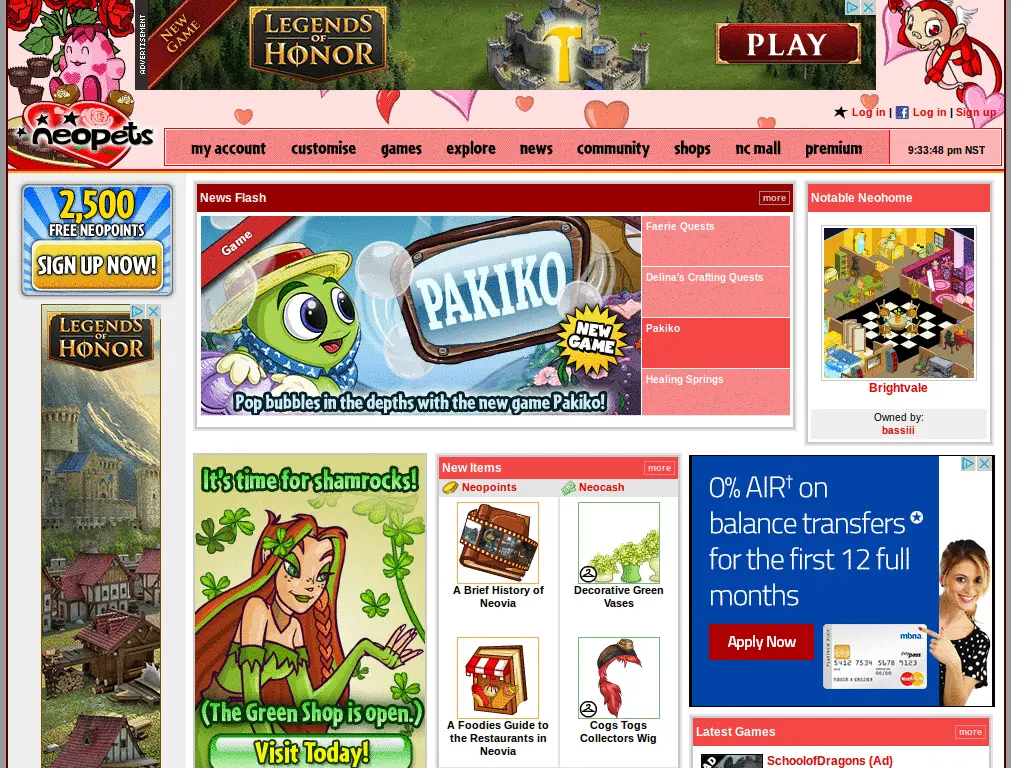 ADVERTISEMENT
NEW
GAME
LEGENDS
OF
HONOR
PLAY
neopets
Log in | Log in | Sign up
my account customise games explore news community shops nc mall premium
9:33:48 pm NST
2,500
FREE NEOPOINTS
SIGN UP NOW!
LEGENDS
OF
HONOR
News Flash
more
Game
PAKIKO
NEW
GAME!
Pop bubbles in the depths with the new game Pakiko!
Faerie Quests
Delina's Crafting Quests
Pakiko
Healing Springs
Notable Neohome
Brightvale
Owned by:
bassiii
It's time for shamrocks!
(The Green Shop is open.)
Visit Today!
New Items
more
Neopoints
Neocash
A Brief History of
Neovia
Decorative Green
Vases
A Foodies Guide to
the Restaurants in
Neovia
Cogs Togs
Collectors Wig
0% AIR† on
balance transfers
for the first 12 full
months
Apply Now
mbna
5412 7534 5678 9123
Latest Games
more
AD
SchoolofDragons (Ad)